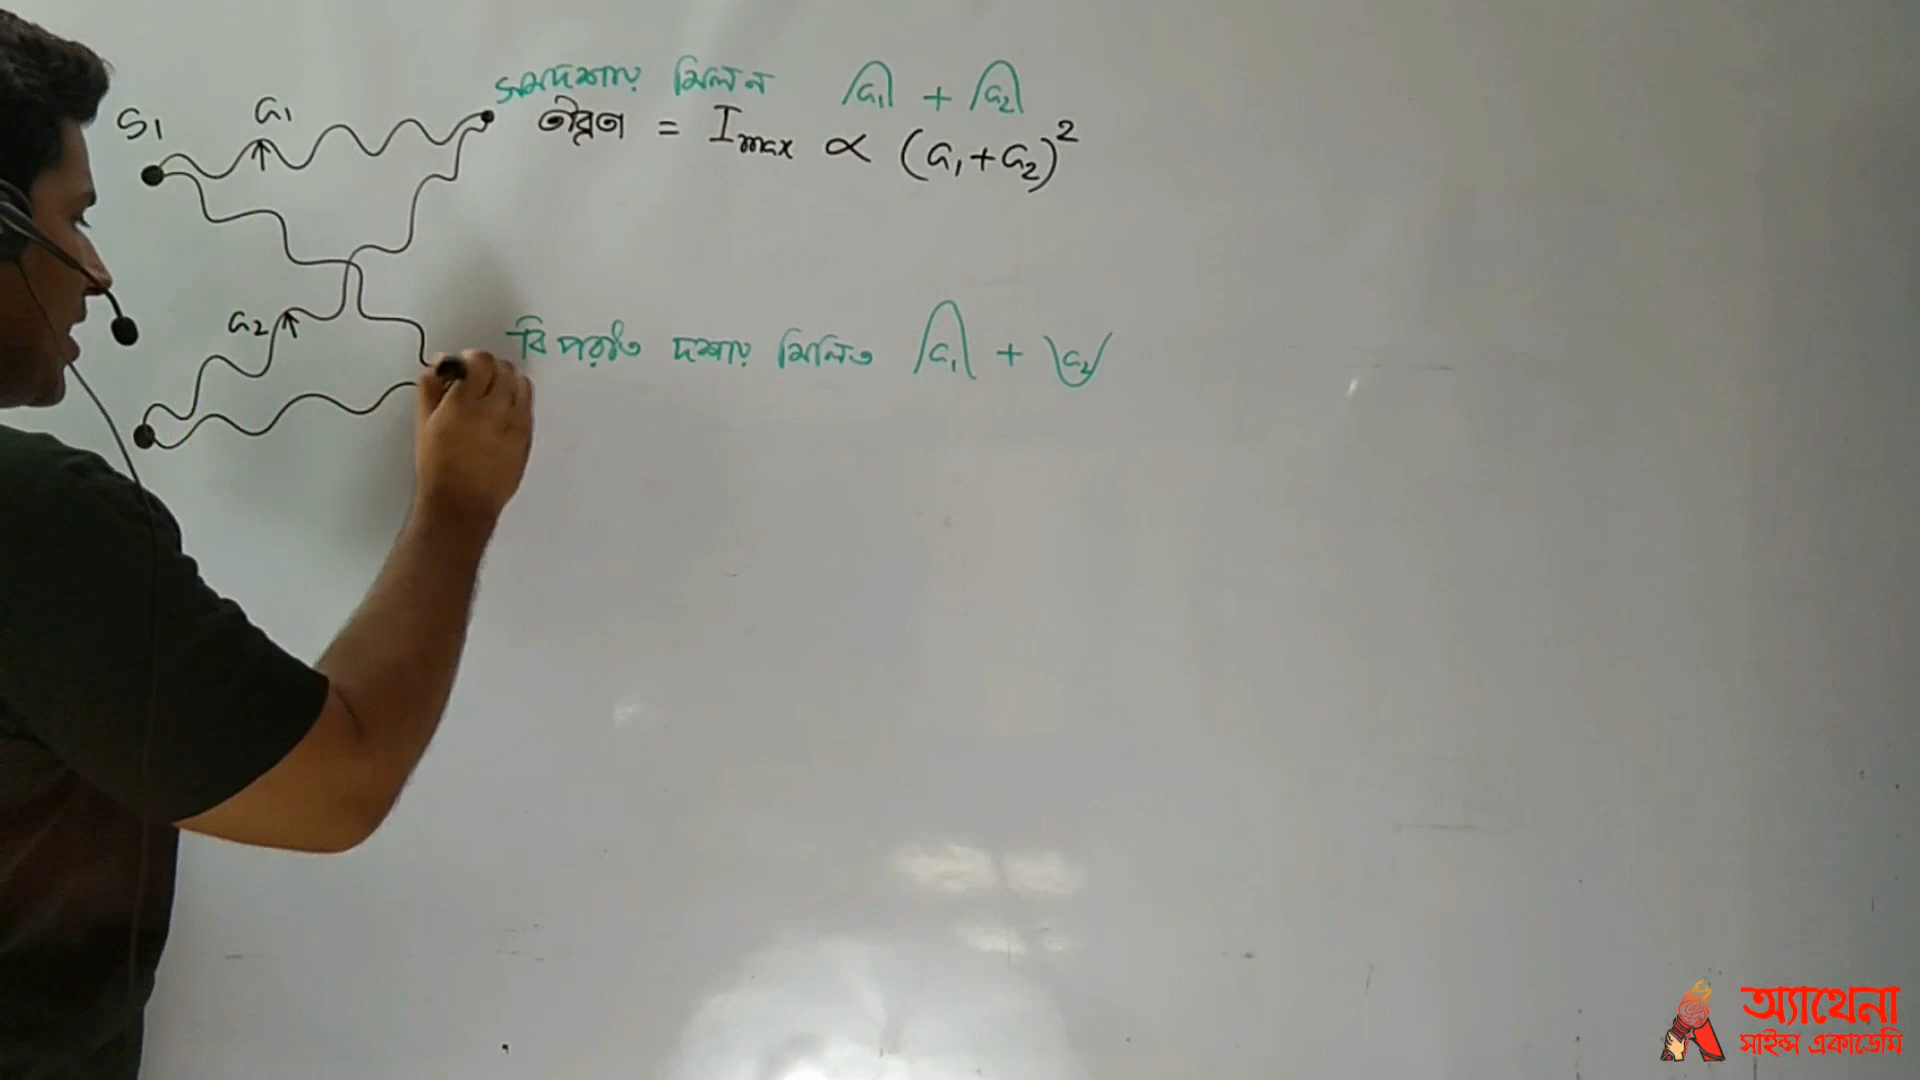 সমদশায় মিলন a₁ + a₂
S₁ a₁
তীব্রতা = Imax ∝ (a₁+a₂)²
a₂
বিপরীত দশায় মিলিত a₁ + a₂
অ্যাথেনা
সাইন্স একাডেমি